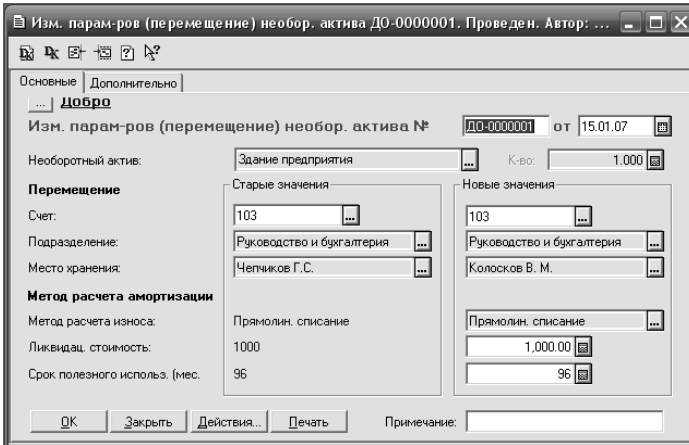 Изм. парам-ров (перемещение) необор. актива ДО-0000001. Проведен. Автор: ...
Основные Дополнительно
... Добро
Изм. парам-ров (перемещение) необор. актива № ДО-0000001 от 15.01.07
Необоротный актив: Здание предприятия ... К-во: 1.000
Перемещение Старые значения Новые значения
Счет: 103 ... 103 ...
Подразделение: Руководство и бухгалтерия ... Руководство и бухгалтерия ...
Место хранения: Чепчиков Г.С. ... Колосков В. М. ...
Метод расчета амортизации
Метод расчета износа: Прямолин. списание Прямолин. списание ...
Ликвидац. стоимость: 1000 1,000.00
Срок полезного использ. (мес. 96 96
OK Закрыть Действия... Печать Примечание: